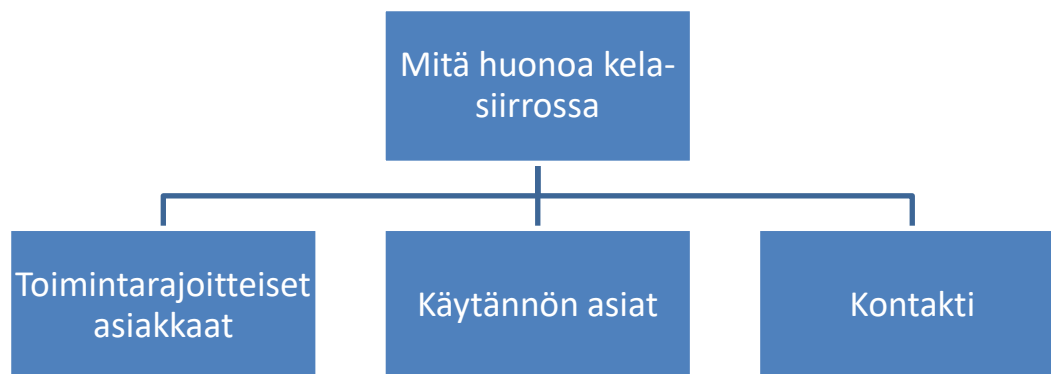 Mitä huonoa kela-
siirrossa
Toimintarajoitteiset
asiakkaat
Käytännön asiat
Kontakti